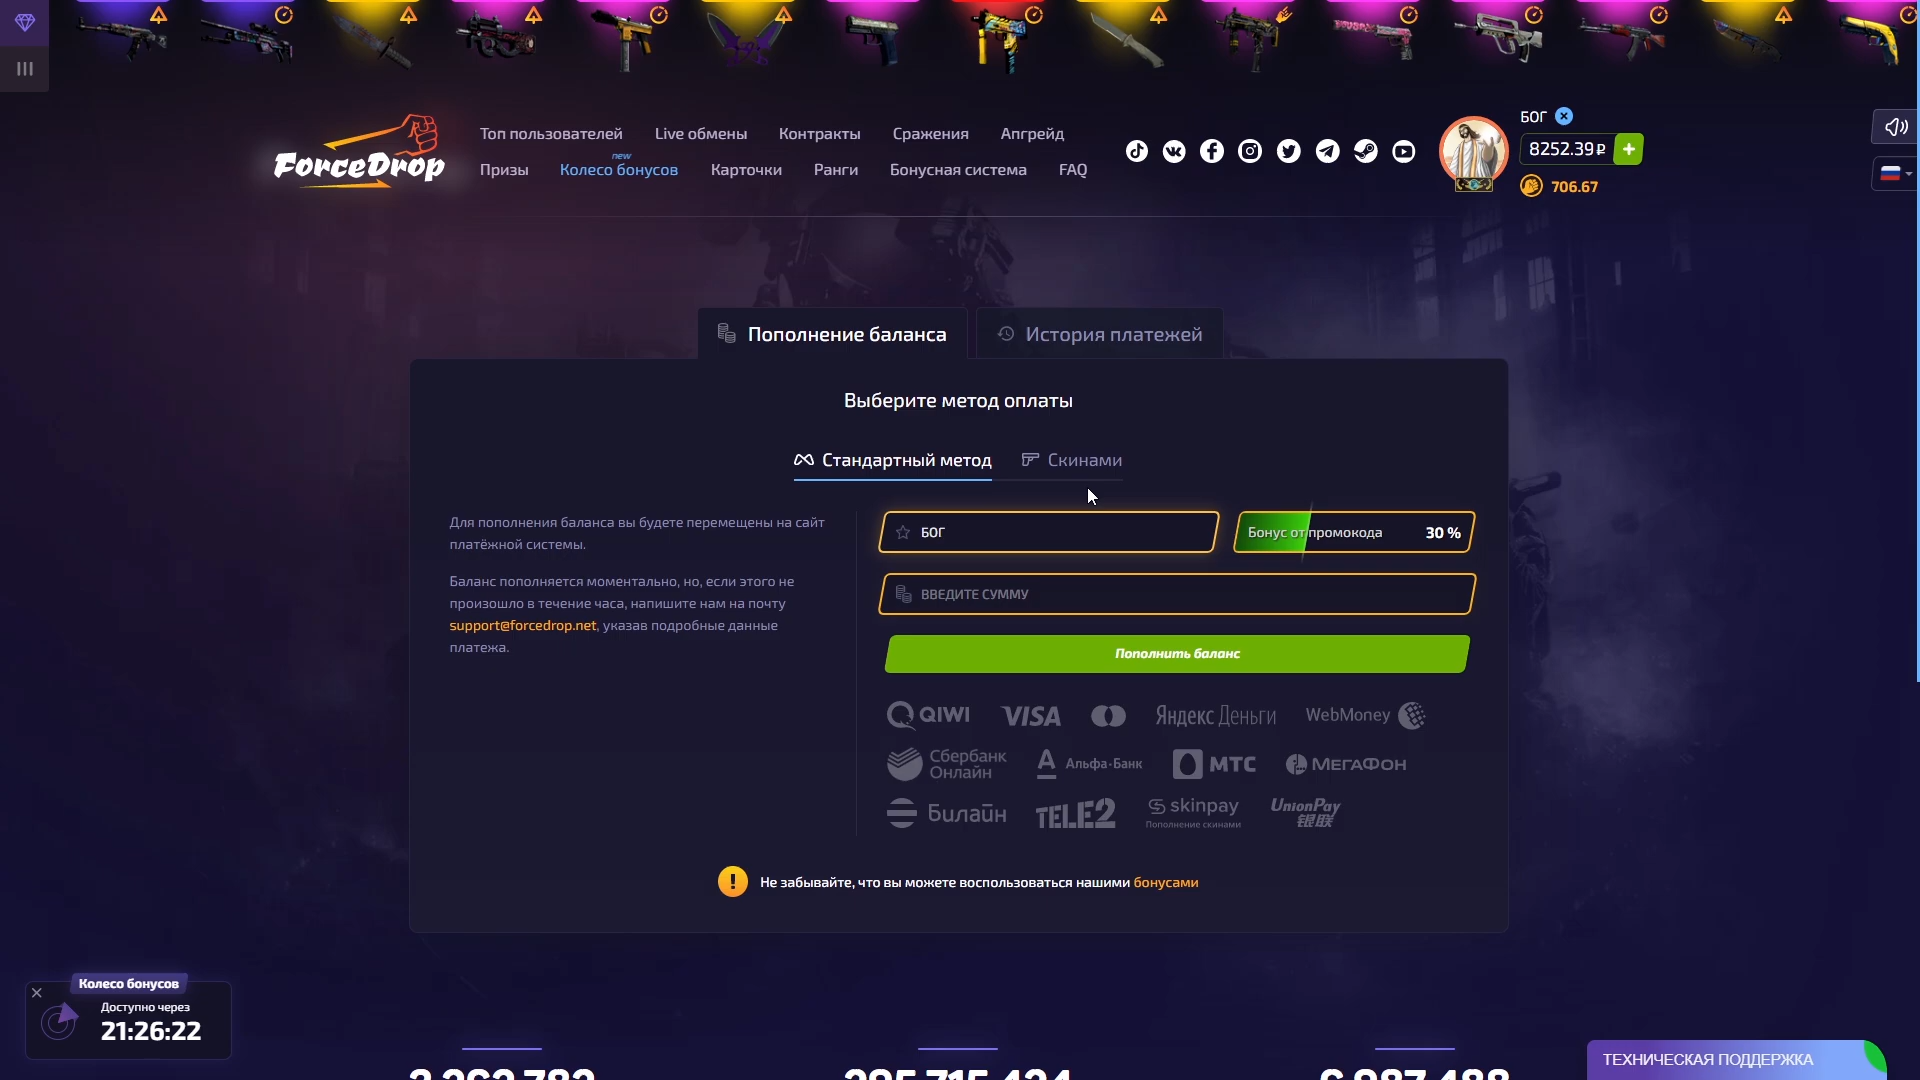 БОГ
Топ пользователей Live обмены Контракты Сражения Апгрейд
8252.39₽ +
ForceDrop
new
Призы Колесо бонусов Карточки Ранги Бонусная система FAQ
706.67
Пополнение баланса История платежей
Выберите метод оплаты
Стандартный метод Скинами
Для пополнения баланса вы будете перемещены на сайт
платёжной системы.
Баланс пополняется моментально, но, если этого не
произошло в течение часа, напишите нам на почту
support@forcedrop.net, указав подробные данные
платежа.
БОГ Бонус от промокода 30 %
ВВЕДИТЕ СУММУ
Пополнить баланс
QIWI VISA Яндекс Деньги WebMoney
Сбербанк
Онлайн
Альфа·Банк МТС МЕГАФОН
Билайн TELE2 skinpay
Пополнение скинами
UnionPay
银联
! Не забывайте, что вы можете воспользоваться нашими бонусами
Колесо бонусов
Доступно через
21:26:22
ТЕХНИЧЕСКАЯ ПОДДЕРЖКА